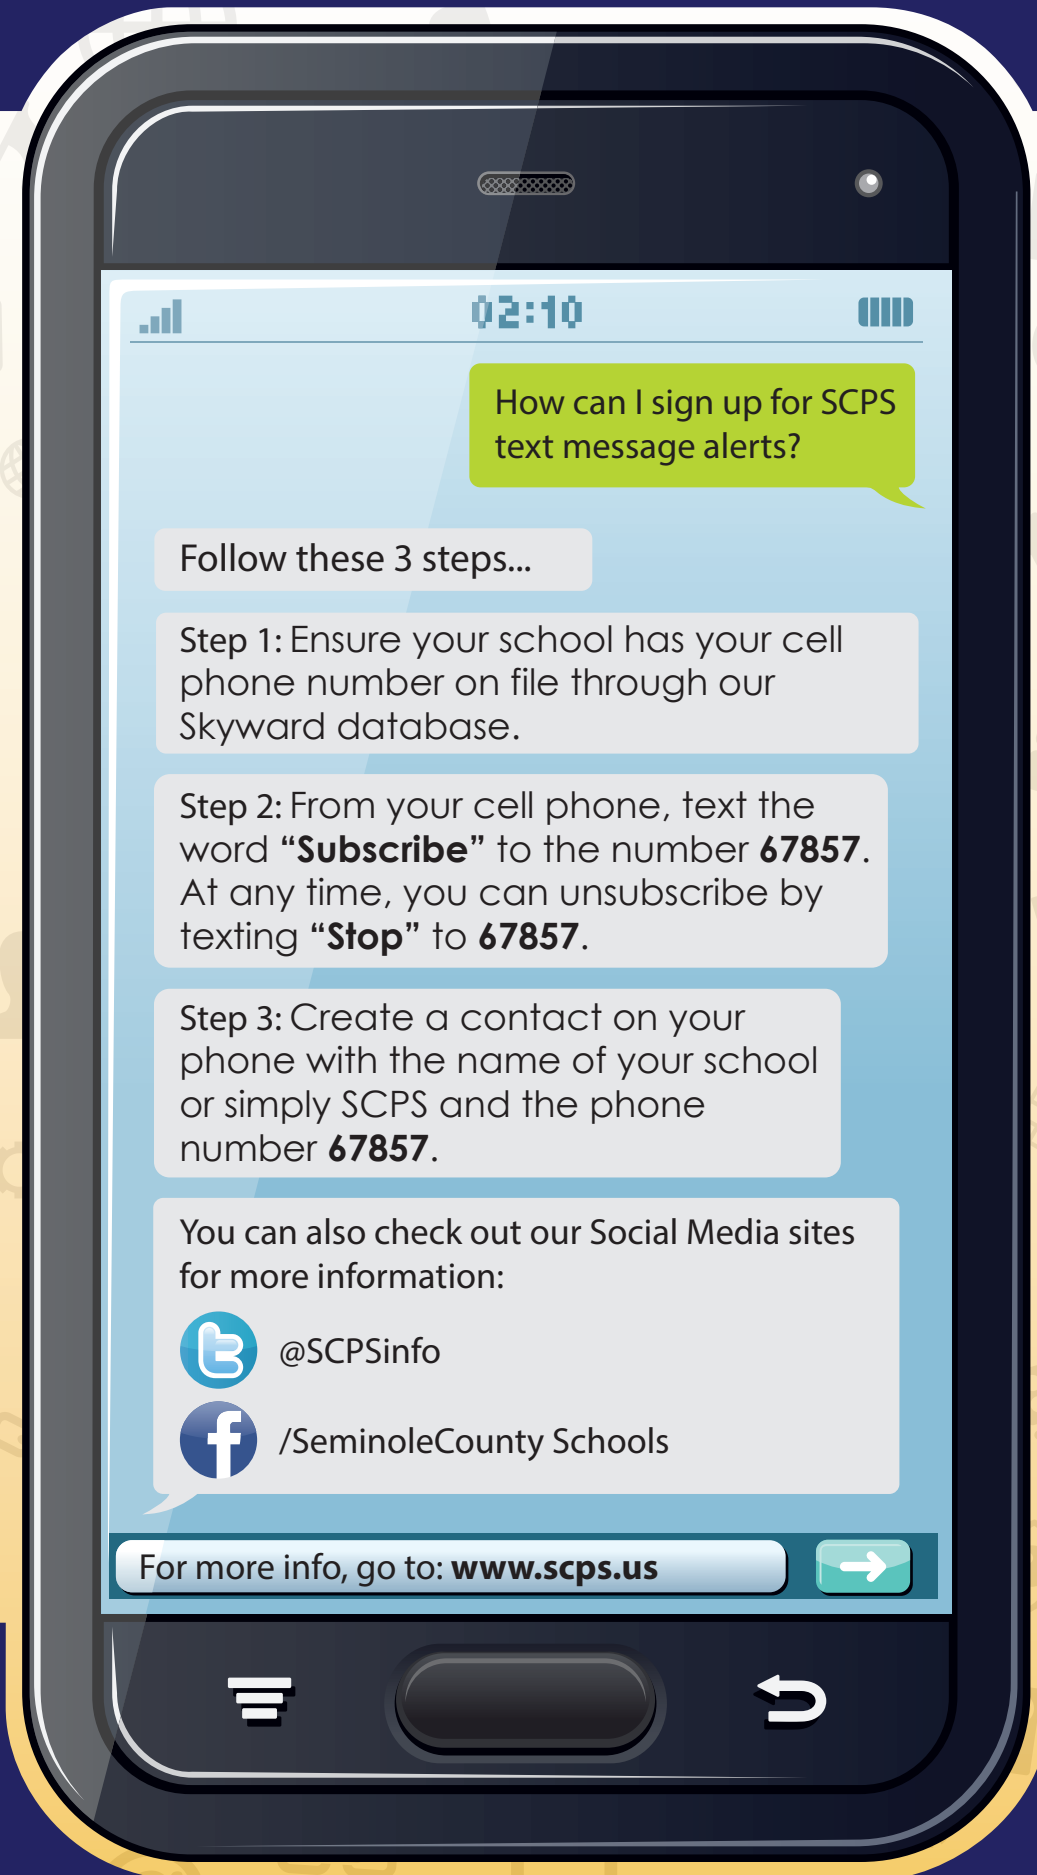 02:10
How can I sign up for SCPS
text message alerts?
Follow these 3 steps...
Step 1: Ensure your school has your cell
phone number on file through our
Skyward database.
Step 2: From your cell phone, text the
word “Subscribe” to the number 67857.
At any time, you can unsubscribe by
texting “Stop” to 67857.
Step 3: Create a contact on your
phone with the name of your school
or simply SCPS and the phone
number 67857.
You can also check out our Social Media sites
for more information:
@SCPSinfo
/SeminoleCounty Schools
For more info, go to: www.scps.us